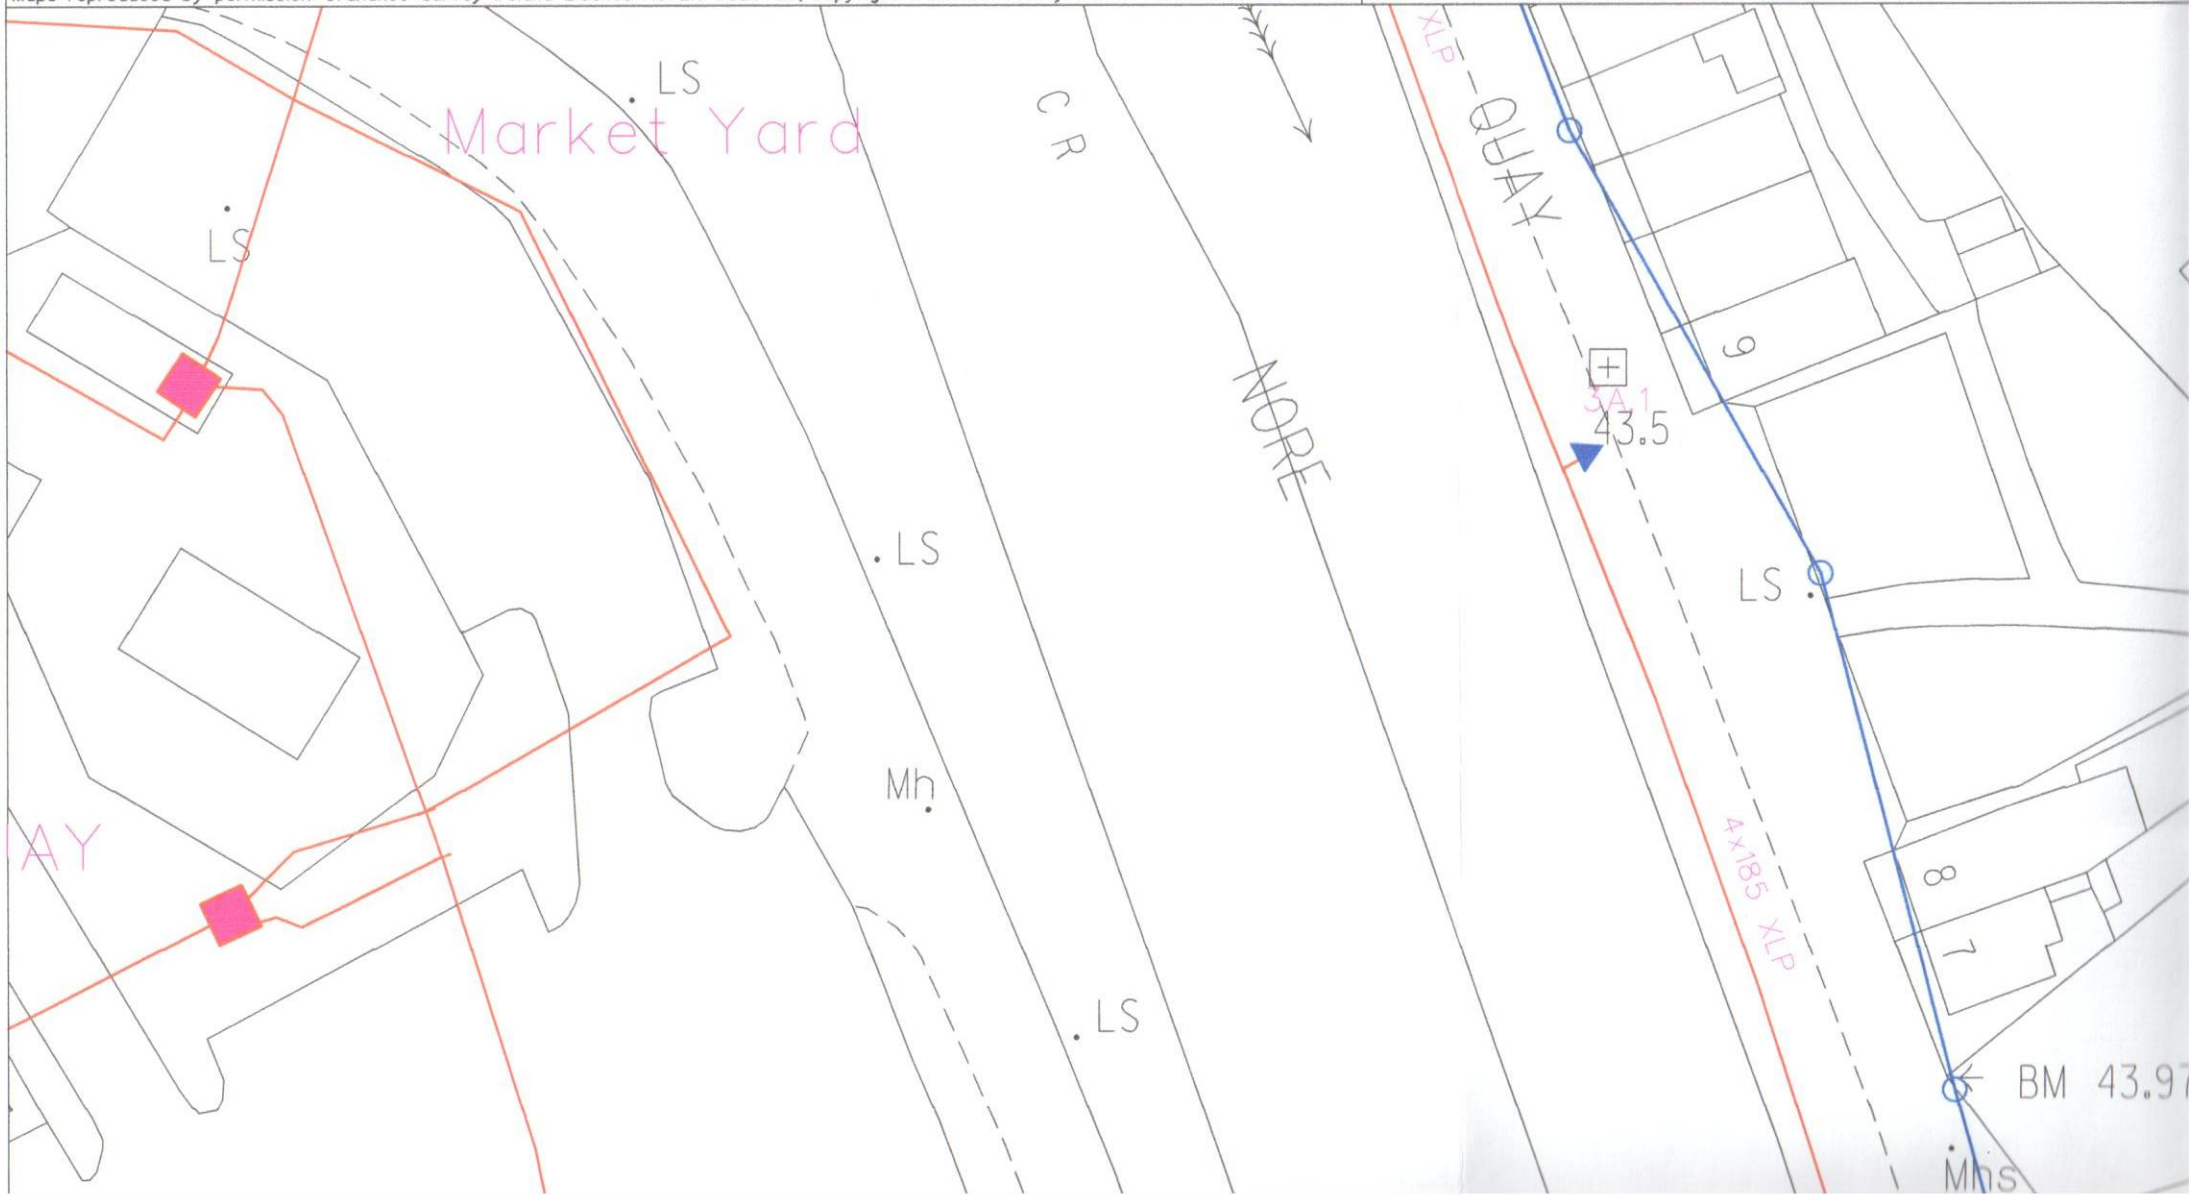 XLP
LS
Market Yard
C R
QUAY
LS
9
3A.1
43.5
NORE
LS
LS
Mh
AY
4x185 XLP
8
7
LS
BM 43.97
Mhs